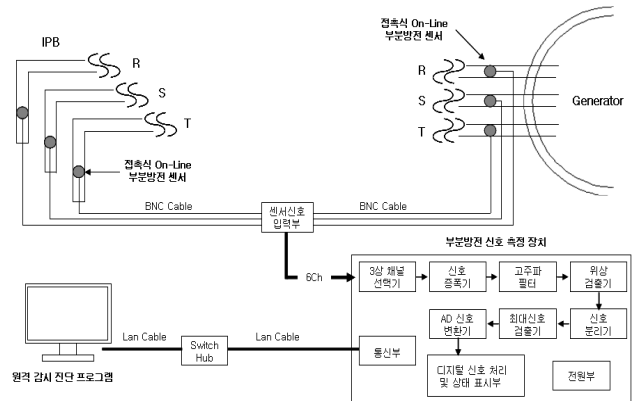 접촉식 On-Line
부분방전 센서
IPB
R
S
T
R
S
T
Generator
접촉식 On-Line
부분방전 센서
BNC Cable
센서신호
입력부
BNC Cable
부분방전 신호 측정 장치
6Ch
3상 채널
선택기
신호
증폭기
고주파
필터
위상
검출기
AD 신호
변환기
최대신호
검출기
신호
분리기
Lan Cable
Switch
Hub
Lan Cable
통신부
디지털 신호 처리
및 상태 표시부
전원부
원격 감시 진단 프로그램